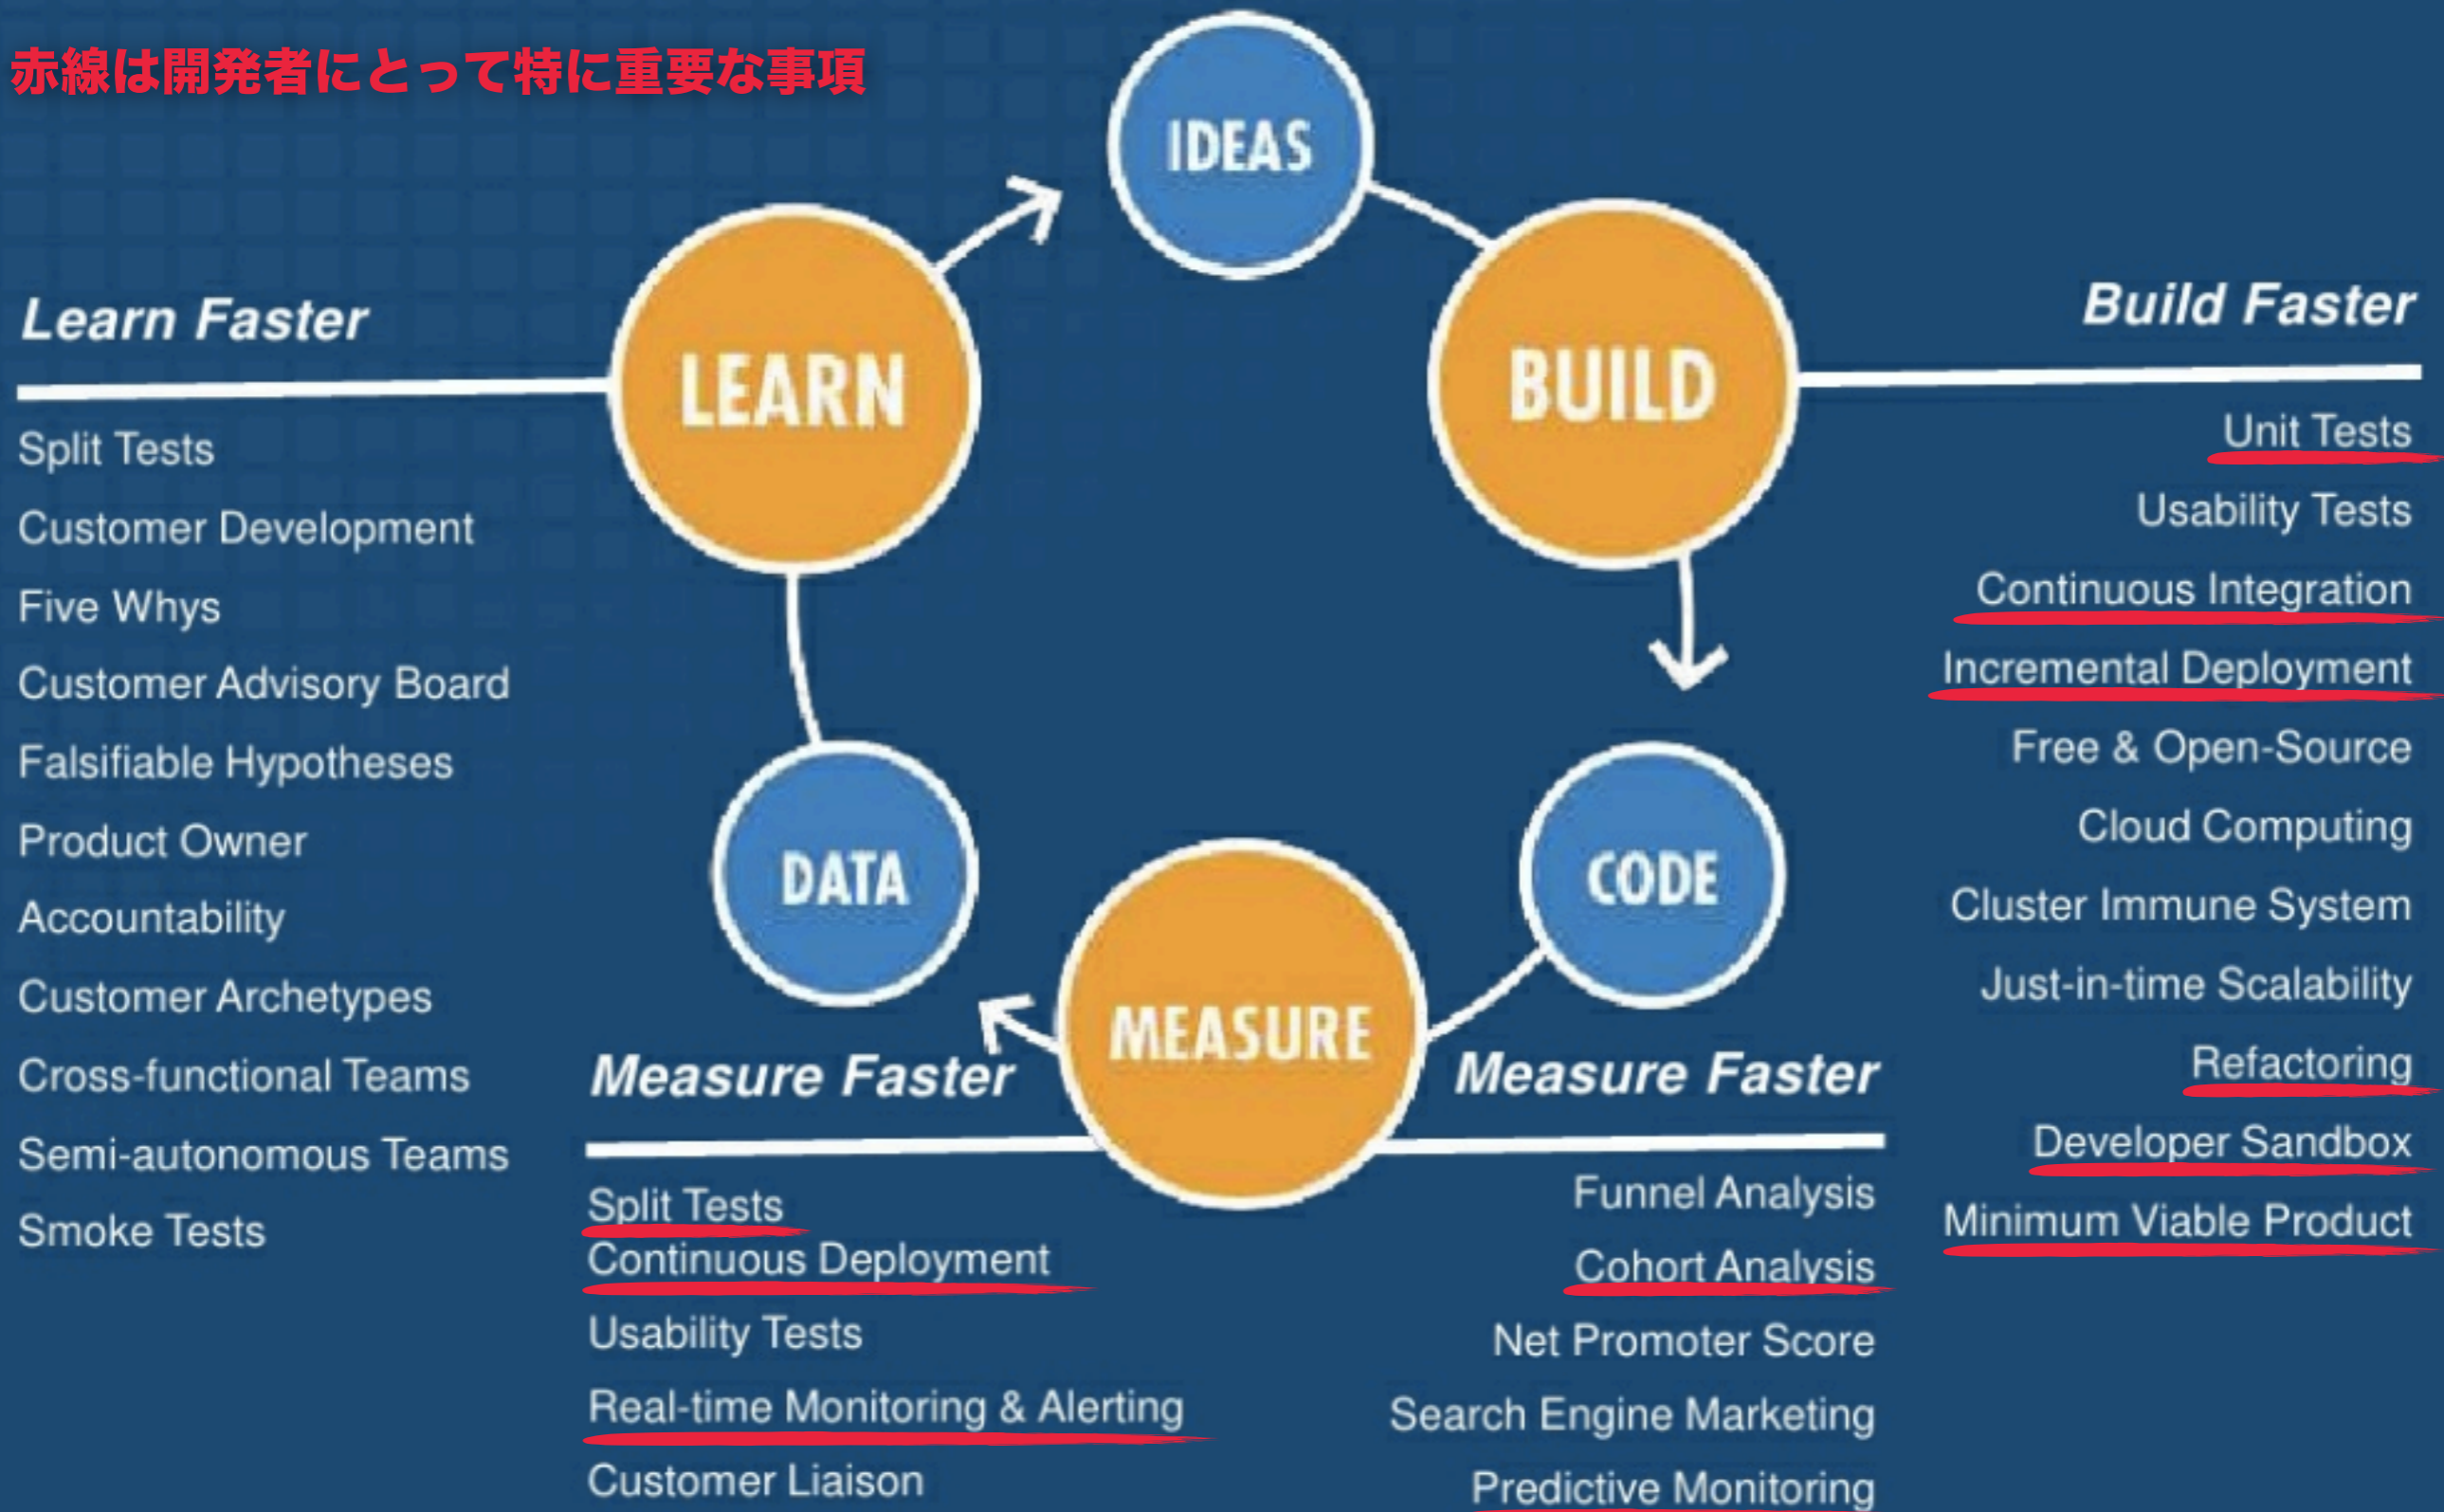 赤線は開発者にとって特に重要な事項
IDEAS
LEARN
BUILD
DATA
CODE
MEASURE
Learn Faster
Split Tests
Customer Development
Five Whys
Customer Advisory Board
Falsifiable Hypotheses
Product Owner
Accountability
Customer Archetypes
Cross-functional Teams
Semi-autonomous Teams
Smoke Tests
Build Faster
Unit Tests
Usability Tests
Continuous Integration
Incremental Deployment
Free & Open-Source
Cloud Computing
Cluster Immune System
Just-in-time Scalability
Refactoring
Developer Sandbox
Minimum Viable Product
Measure Faster
Split Tests
Continuous Deployment
Usability Tests
Real-time Monitoring & Alerting
Customer Liaison
Measure Faster
Funnel Analysis
Cohort Analysis
Net Promoter Score
Search Engine Marketing
Predictive Monitoring